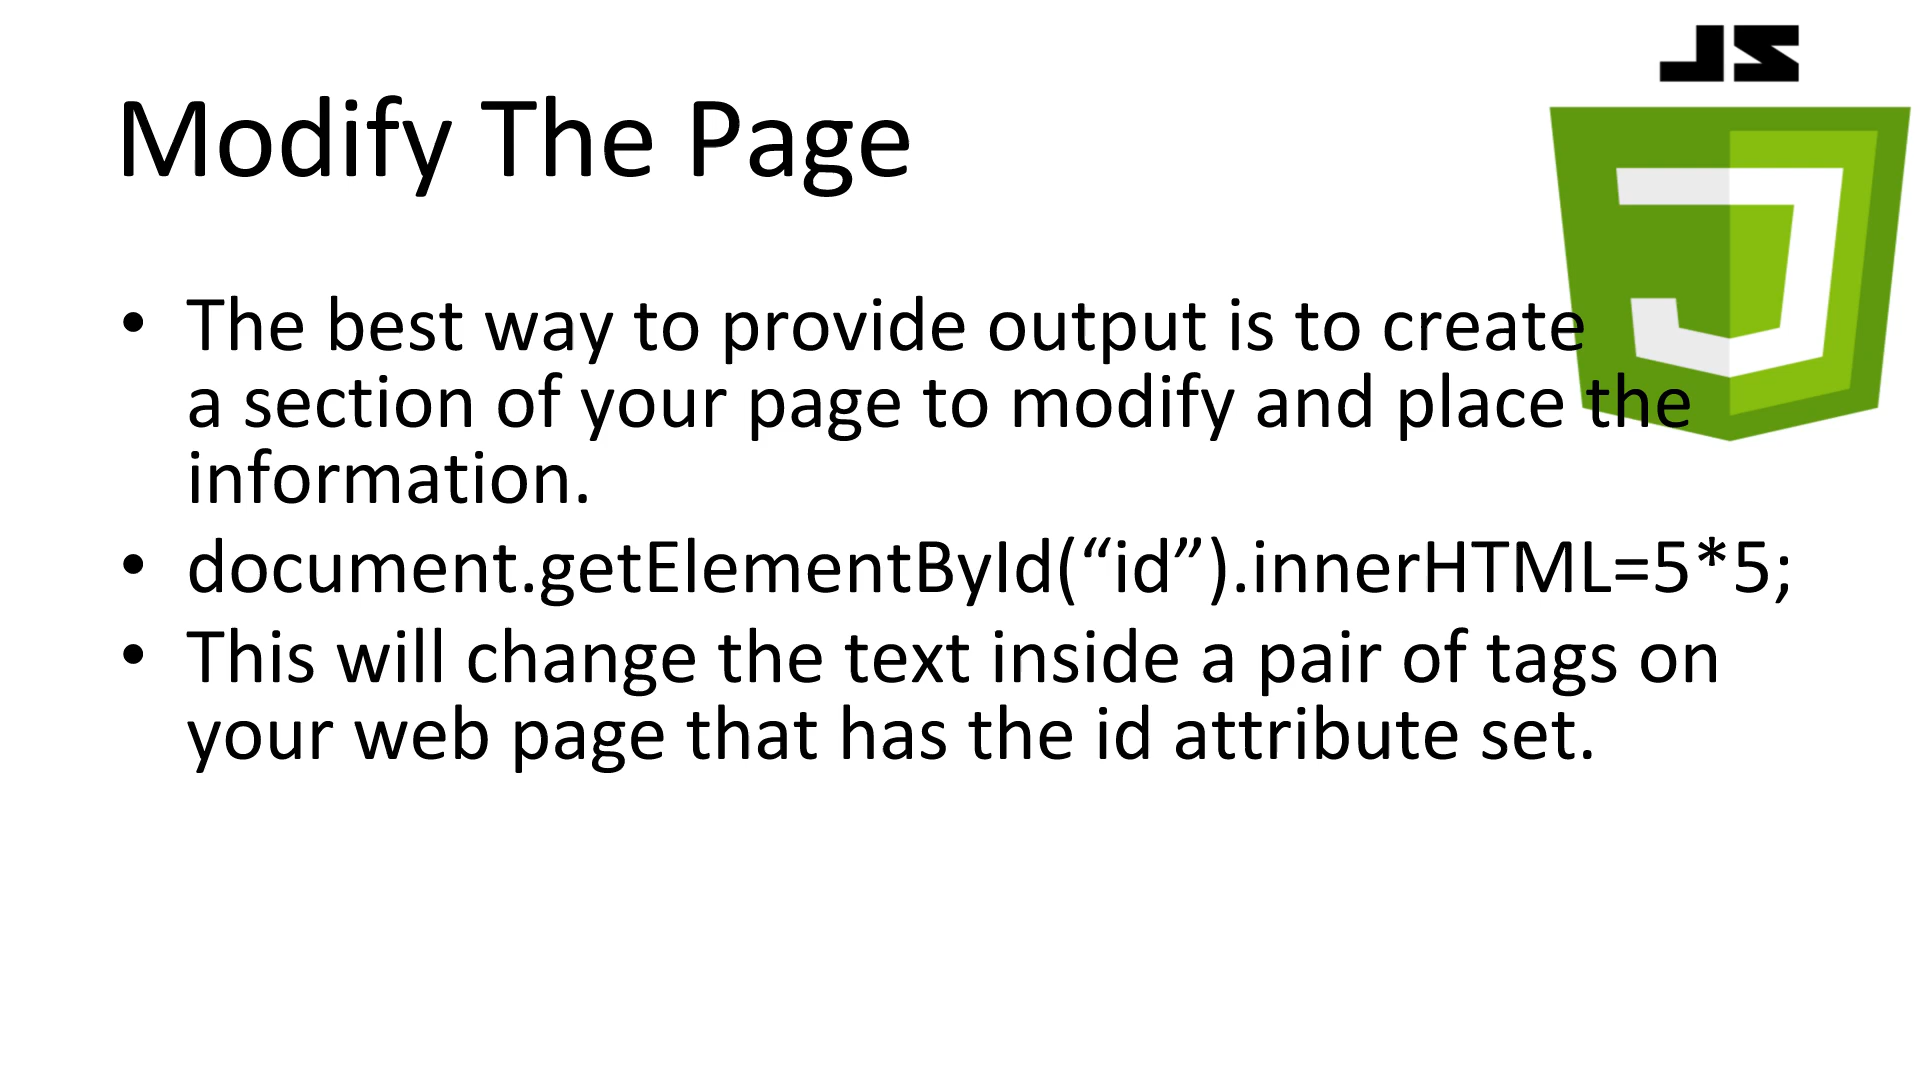 JS
Modify The Page
• The best way to provide output is to create
a section of your page to modify and place the
information.
• document.getElementById(“id”).innerHTML=5*5;
• This will change the text inside a pair of tags on
your web page that has the id attribute set.